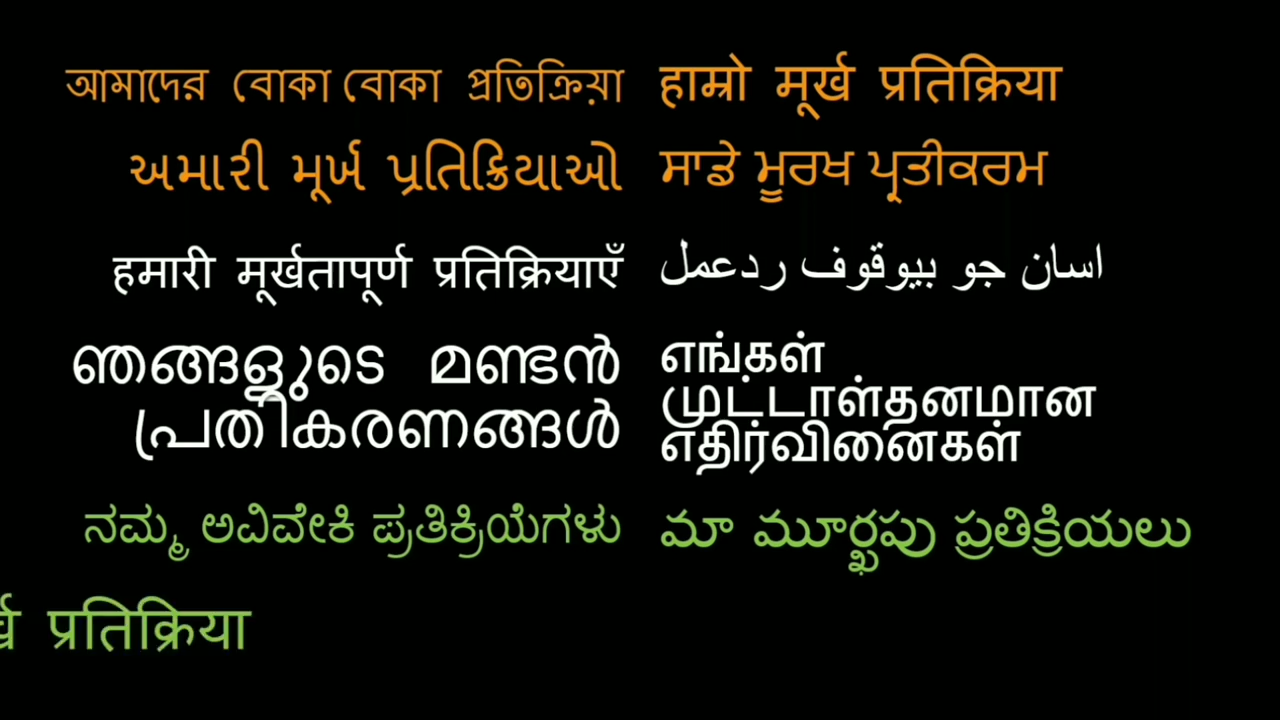 আমাদের বোকা বোকা প্রতিক্রিয়া
हाम्रो मूर्ख प्रतिक्रिया
અમારી મૂર્ખ પ્રતિક્રિયાઓ
ਸਾਡੇ ਮੂਰਖ ਪ੍ਰਤੀਕਰਮ
हमारी मूर्खतापूर्ण प्रतिक्रियाएँ
اسان جو بيوقوف ردعمل
ഞങ്ങളുടെ മണ്ടൻ
പ്രതികരണങ്ങൾ
எங்கள்
முட்டாள்தனமான
எதிர்வினைகள்
ನಮ್ಮ ಅವಿವೇಕಿ ಪ್ರತಿಕ್ರಿಯೆಗಳು
మా మూర్ఖపు ప్రతిక్రియలు
प्रतिक्रिया